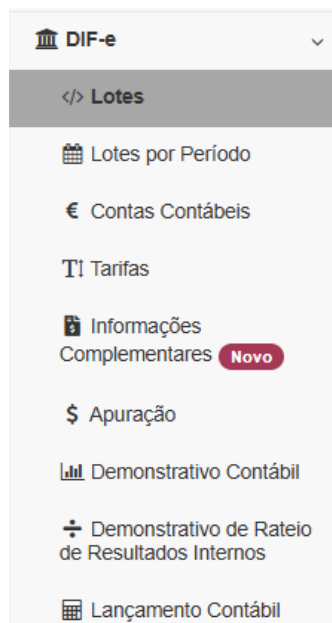 DIF-e
</> Lotes
Lotes por Período
€ Contas Contábeis
Tarifas
Informações
Complementares Novo
$ Apuração
Demonstrativo Contábil
Demonstrativo de Rateio
de Resultados Internos
Lançamento Contábil